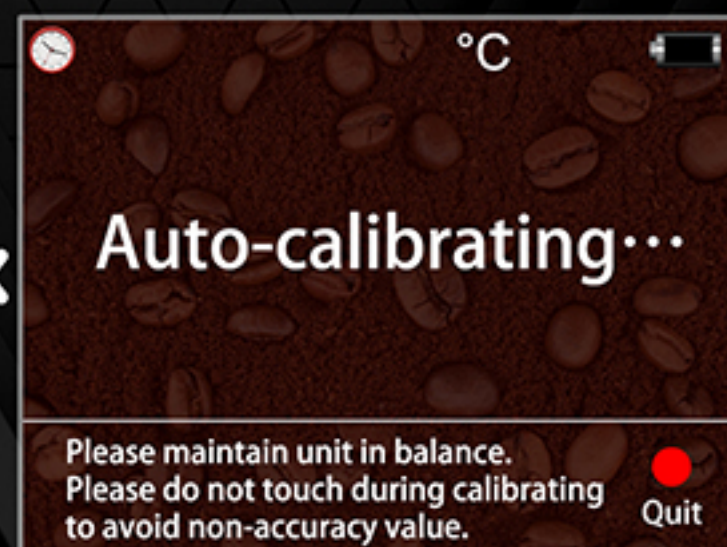 °C
Auto-calibrating···
Please maintain unit in balance.
Please do not touch during calibrating
to avoid non-accuracy value.
Quit